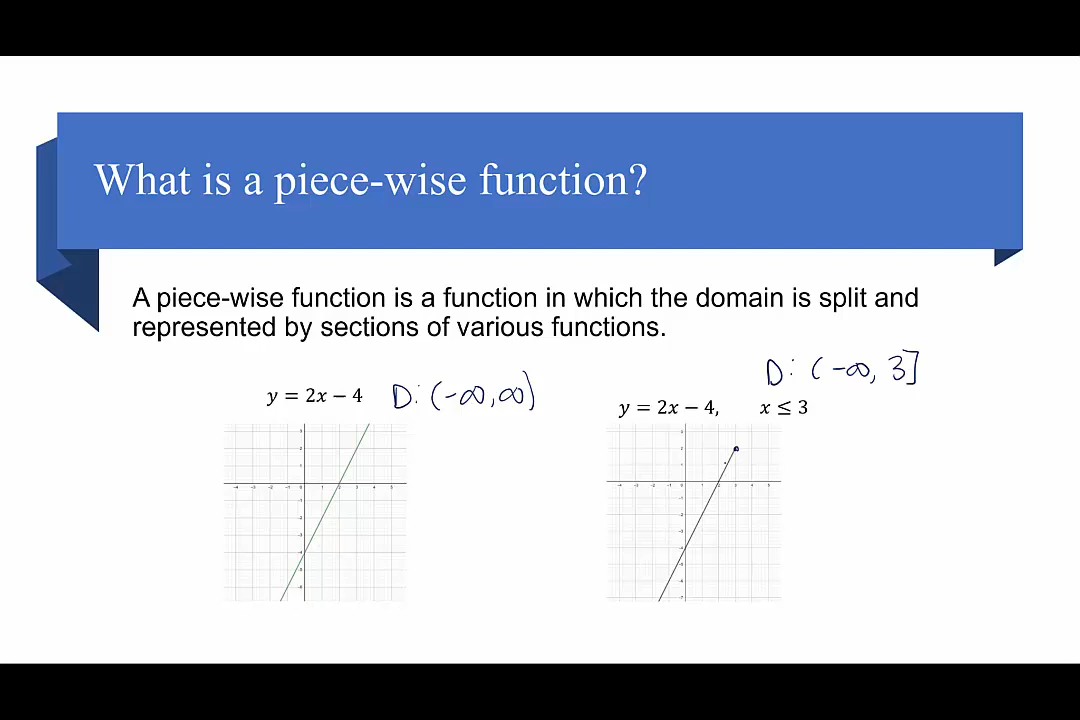 What is a piece-wise function?
A piece-wise function is a function in which the domain is split and
represented by sections of various functions.
y = 2x − 4 D: (-∞, ∞)
D: (-∞, 3]
y = 2x − 4, x ≤ 3